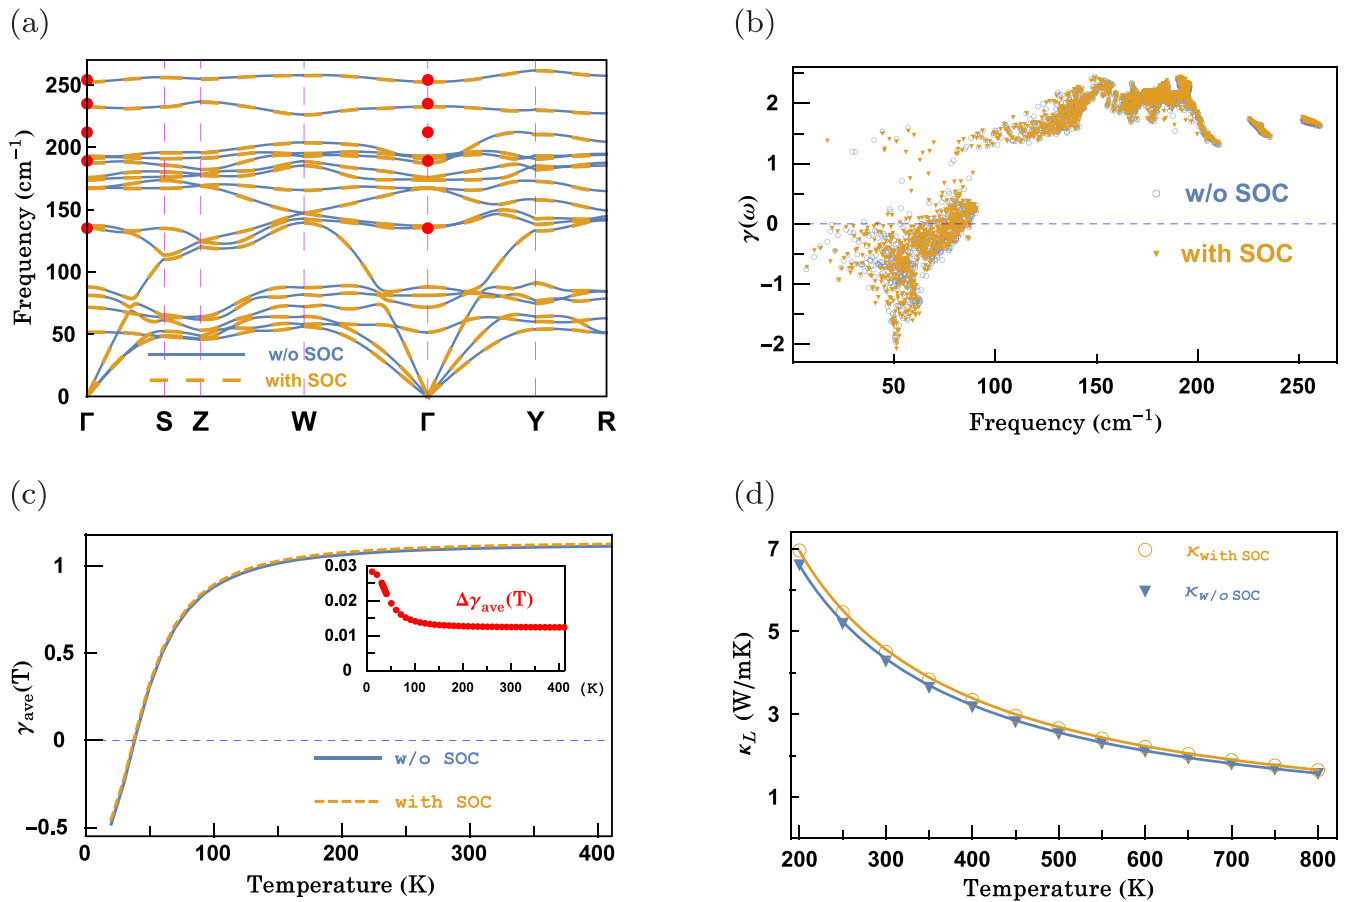 (a)
250
200
150
100
50
0
Frequency (cm⁻¹)
w/o SOC
with SOC
Γ S Z W Γ Y R
(b)
2
1
0
−1
−2
γ(ω)
w/o SOC
with SOC
50 100 150 200 250
Frequency (cm⁻¹)
(c)
1
0.5
0
−0.5
γave(T)
0.03
0.02
0.01
0
Δγave(T)
0 100 200 300 400 (K)
w/o SOC
with SOC
0 100 200 300 400
Temperature (K)
(d)
7
5
3
1
κL (W/mK)
κwith SOC
κw/o SOC
200 300 400 500 600 700 800
Temperature (K)